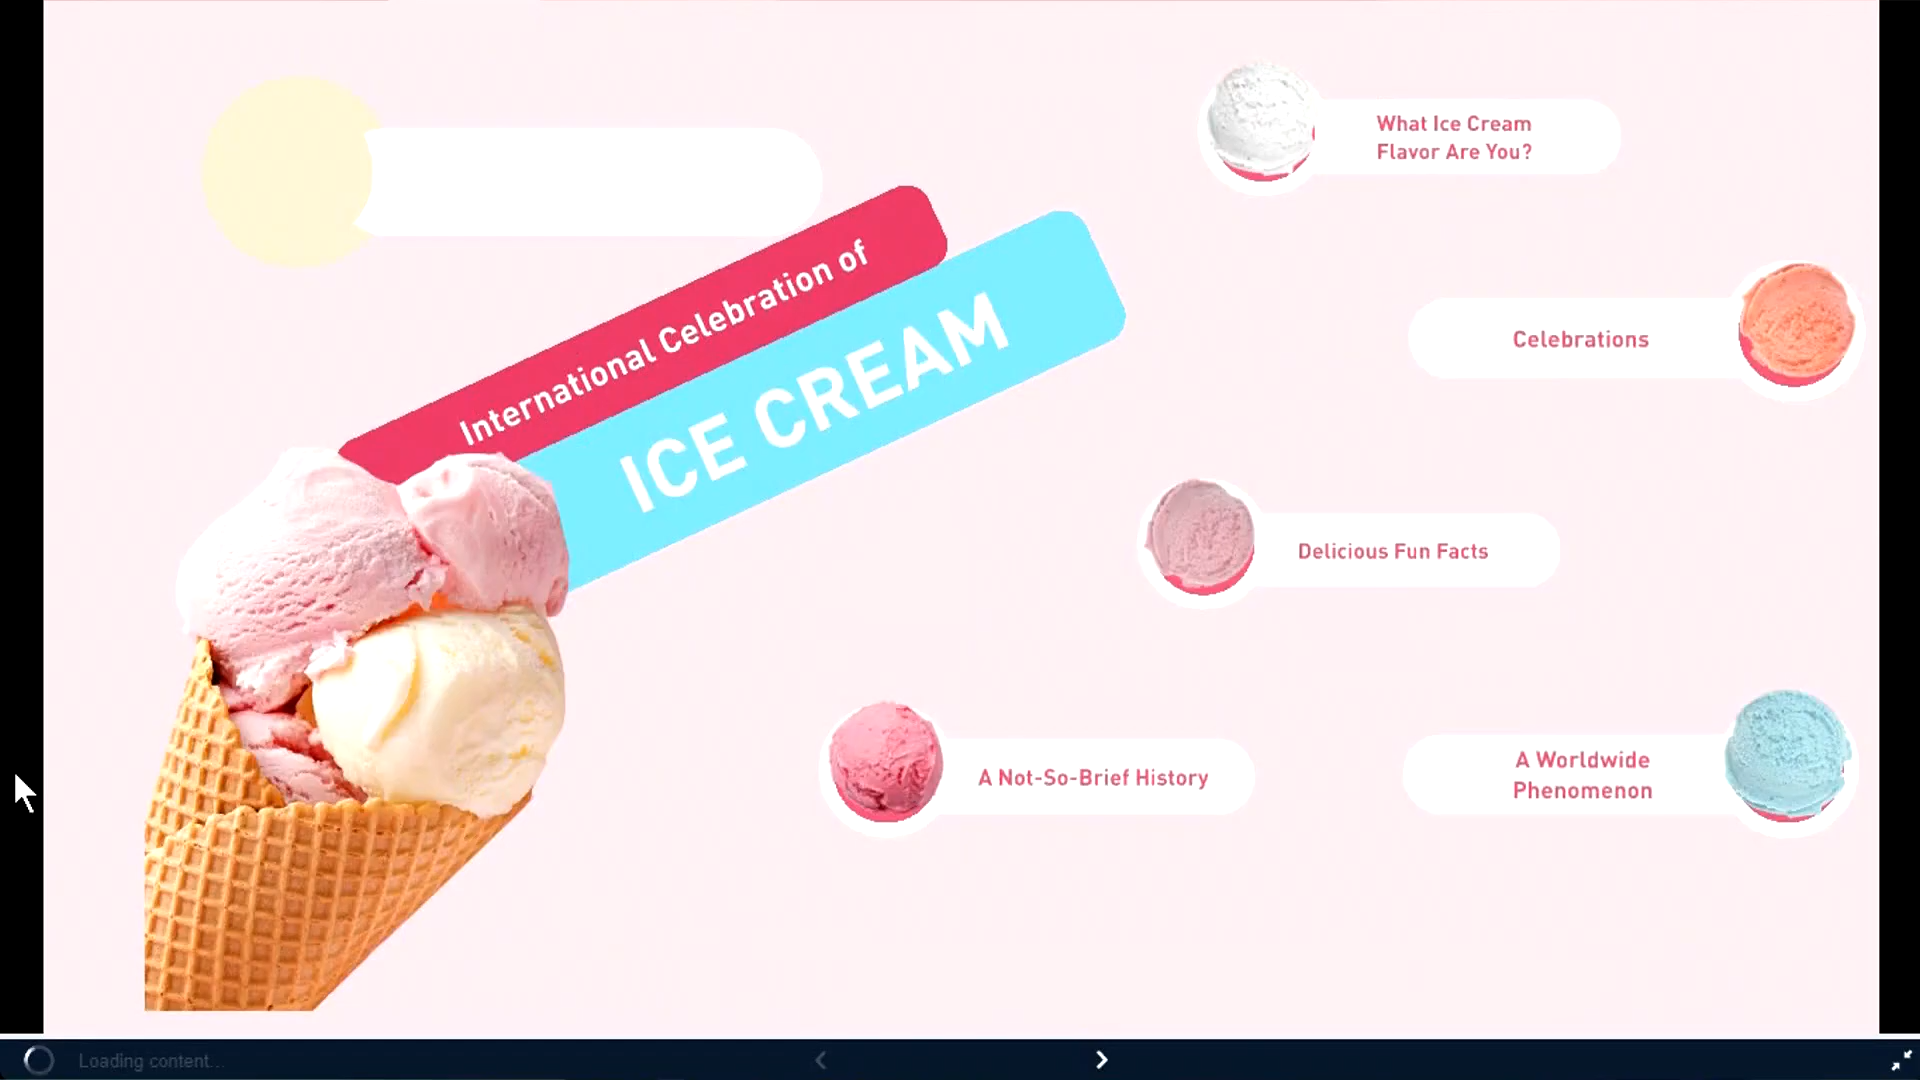 What Ice Cream
Flavor Are You?
International Celebration of
ICE CREAM
Celebrations
Delicious Fun Facts
A Not-So-Brief History
A Worldwide
Phenomenon
Loading content...